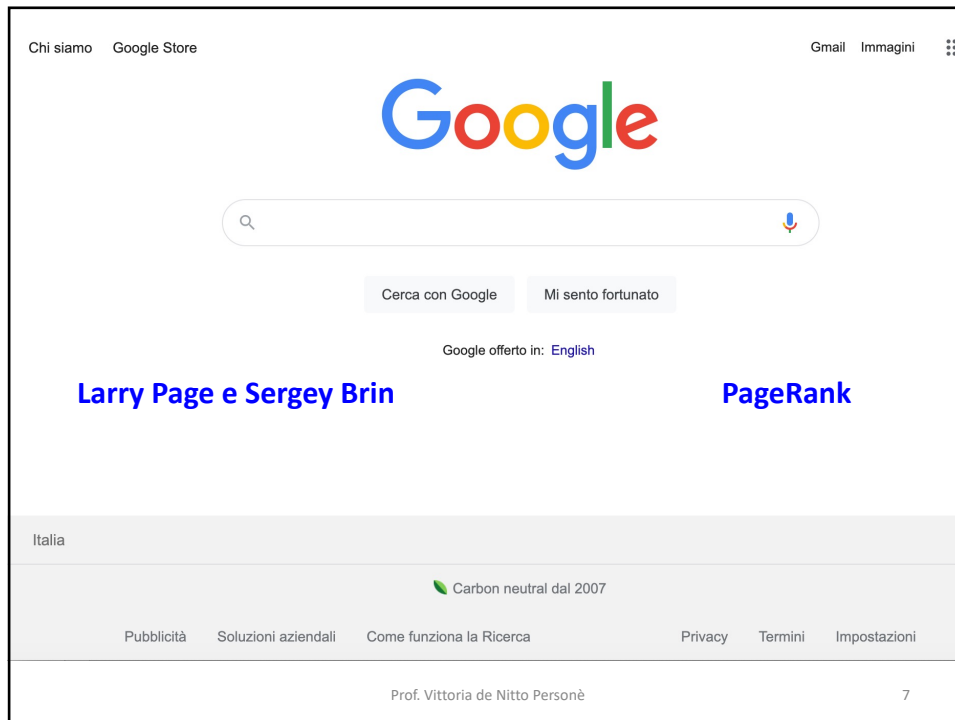 Chi siamo Google Store Gmail Immagini
Google
Cerca con Google Mi sento fortunato
Google offerto in: English
Larry Page e Sergey Brin PageRank
Italia
Carbon neutral dal 2007
Pubblicità Soluzioni aziendali Come funziona la Ricerca Privacy Termini Impostazioni
Prof. Vittoria de Nitto Personè 7